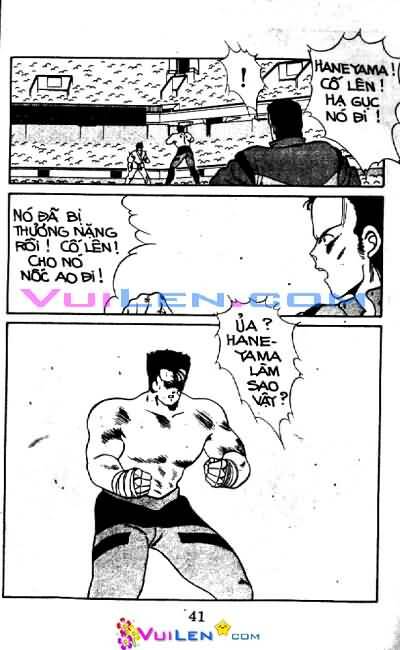 HANEYAMA!
CỐ LÊN!
HẠ GỤC
NÓ ĐI!
!
NÓ ĐÃ BỊ
THƯƠNG NẶNG
RỒI! CỐ LÊN!
CHO NÓ
NỐC AO ĐI!
VUILEN.COM
ỦA?
HANE-
YAMA
LÀM
SAO
VẬY?
41
VUILEN.COM